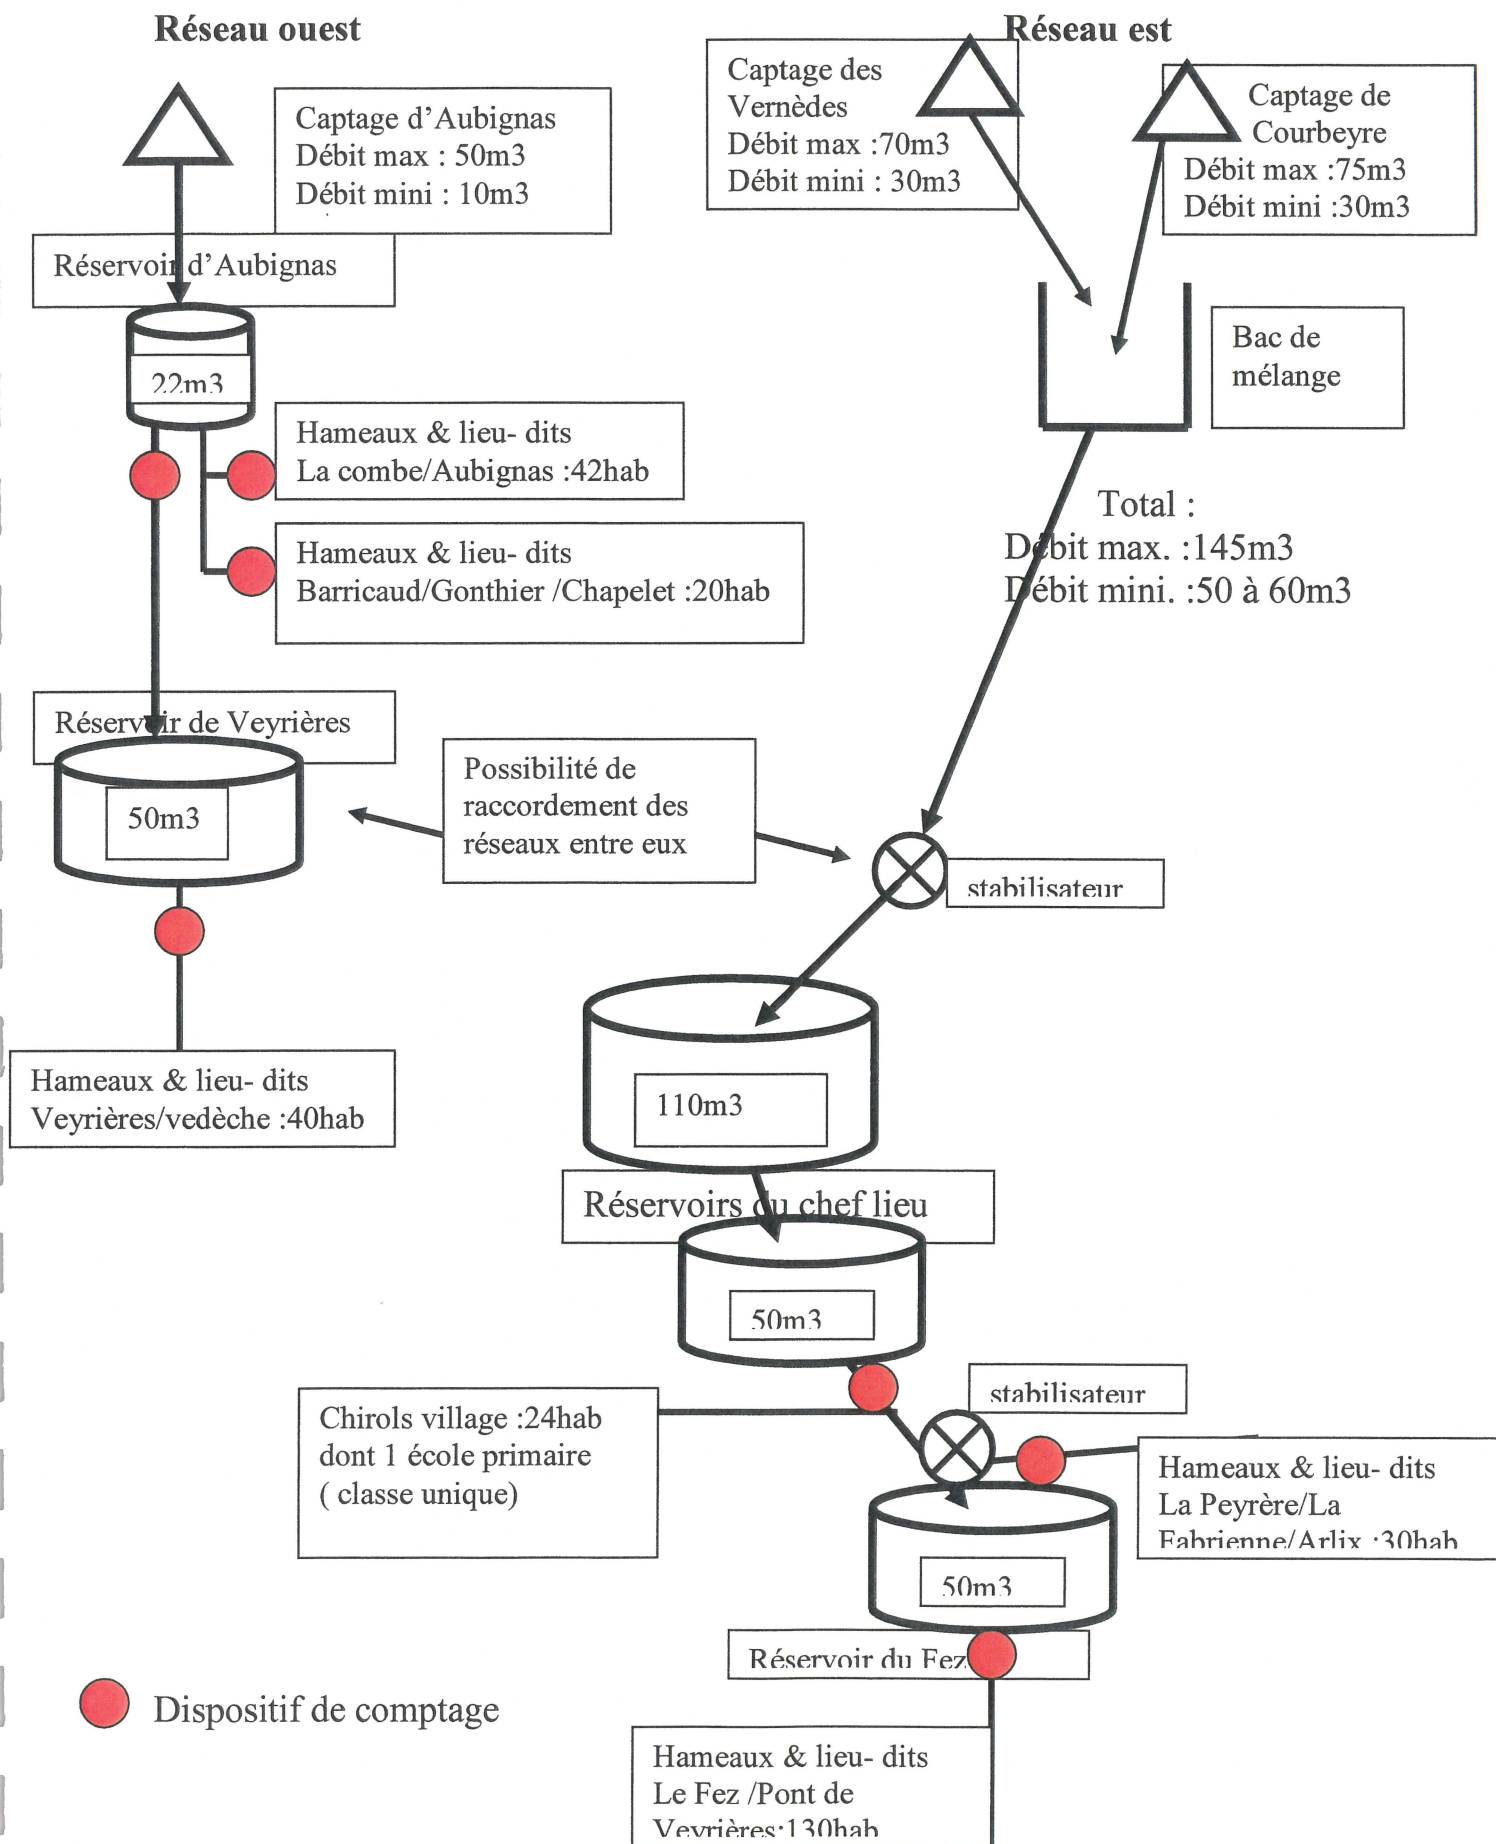 Réseau ouest
Réseau est
Captage d'Aubignas
Débit max : 50m3
Débit mini : 10m3
Captage des
Vernèdes
Débit max :70m3
Débit mini : 30m3
Captage de
Courbeyre
Débit max :75m3
Débit mini :30m3
Réservoir d'Aubignas
22m3
Bac de
mélange
Hameaux & lieu- dits
La combe/Aubignas :42hab
Hameaux & lieu- dits
Barricaud/Gonthier /Chapelet :20hab
Total :
Débit max. :145m3
Débit mini. :50 à 60m3
Réservoir de Veyrières
50m3
Possibilité de
raccordement des
réseaux entre eux
stabilisateur
Hameaux & lieu- dits
Veyrières/vedèche :40hab
110m3
Réservoirs du chef lieu
50m3
Chirols village :24hab
dont 1 école primaire
( classe unique)
stabilisateur
Hameaux & lieu- dits
La Peyrère/La
Fabrienne/Arlix :30hab
50m3
Réservoir du Fez
Dispositif de comptage
Hameaux & lieu- dits
Le Fez /Pont de
Veyrières:130hab